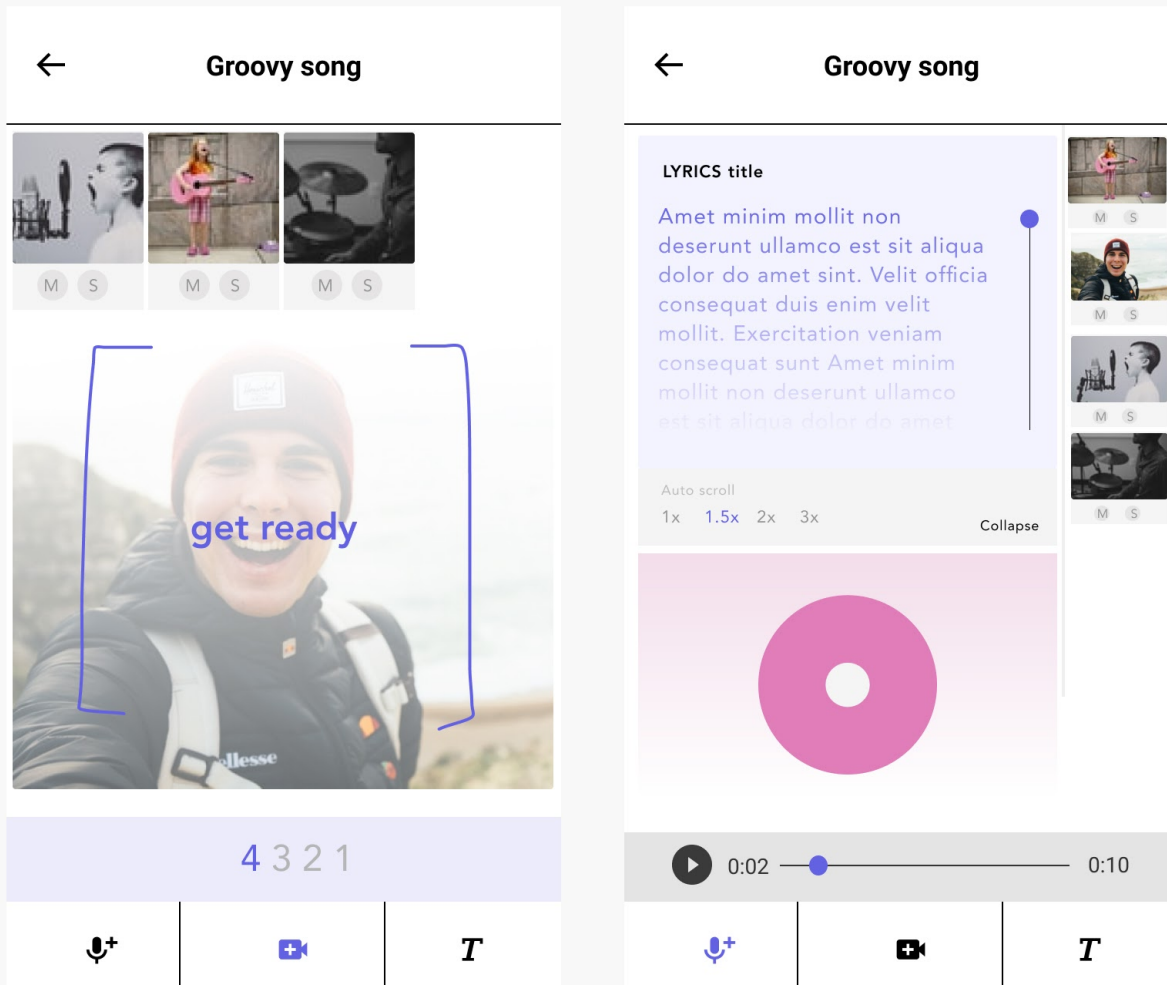 Groovy song
M S
M S
M S
get ready
ellesse
4 3 2 1
T
Groovy song
LYRICS title
Amet minim mollit non
deserunt ullamco est sit aliqua
dolor do amet sint. Velit officia
consequat duis enim velit
mollit. Exercitation veniam
consequat sunt Amet minim
mollit non deserunt ullamco
est sit aliqua dolor do amet
Auto scroll
1x 1.5x 2x 3x
Collapse
M S
M S
M S
M S
0:02
0:10
T